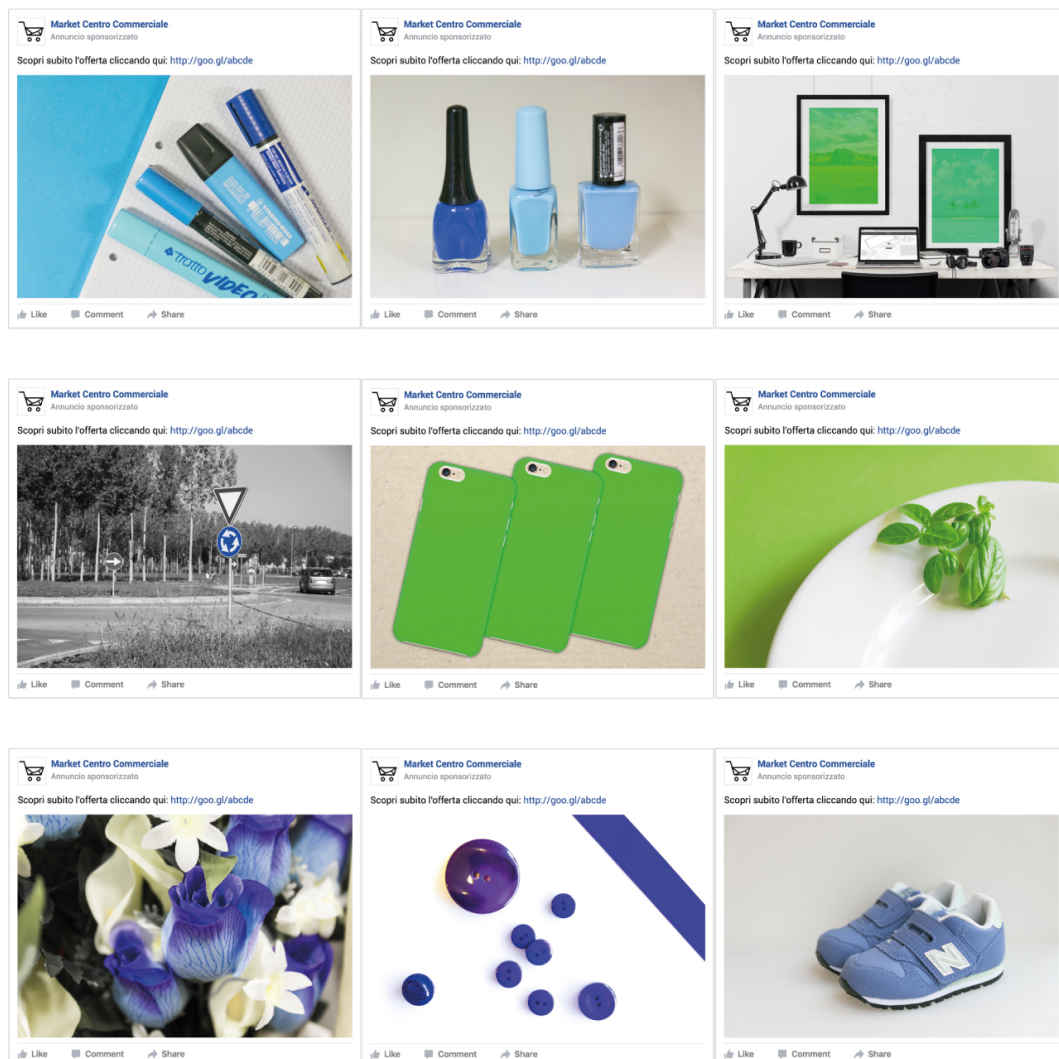 Market Centro Commerciale
Annuncio sponsorizzato
Scopri subito l'offerta cliccando qui: http://goo.gl/abcde
tratto VIDEO
Like Comment Share
Market Centro Commerciale
Annuncio sponsorizzato
Scopri subito l'offerta cliccando qui: http://goo.gl/abcde
Like Comment Share
Market Centro Commerciale
Annuncio sponsorizzato
Scopri subito l'offerta cliccando qui: http://goo.gl/abcde
Like Comment Share
Market Centro Commerciale
Annuncio sponsorizzato
Scopri subito l'offerta cliccando qui: http://goo.gl/abcde
Like Comment Share
Market Centro Commerciale
Annuncio sponsorizzato
Scopri subito l'offerta cliccando qui: http://goo.gl/abcde
Like Comment Share
Market Centro Commerciale
Annuncio sponsorizzato
Scopri subito l'offerta cliccando qui: http://goo.gl/abcde
Like Comment Share
Market Centro Commerciale
Annuncio sponsorizzato
Scopri subito l'offerta cliccando qui: http://goo.gl/abcde
Like Comment Share
Market Centro Commerciale
Annuncio sponsorizzato
Scopri subito l'offerta cliccando qui: http://goo.gl/abcde
Like Comment Share
Market Centro Commerciale
Annuncio sponsorizzato
Scopri subito l'offerta cliccando qui: http://goo.gl/abcde
N
Like Comment Share